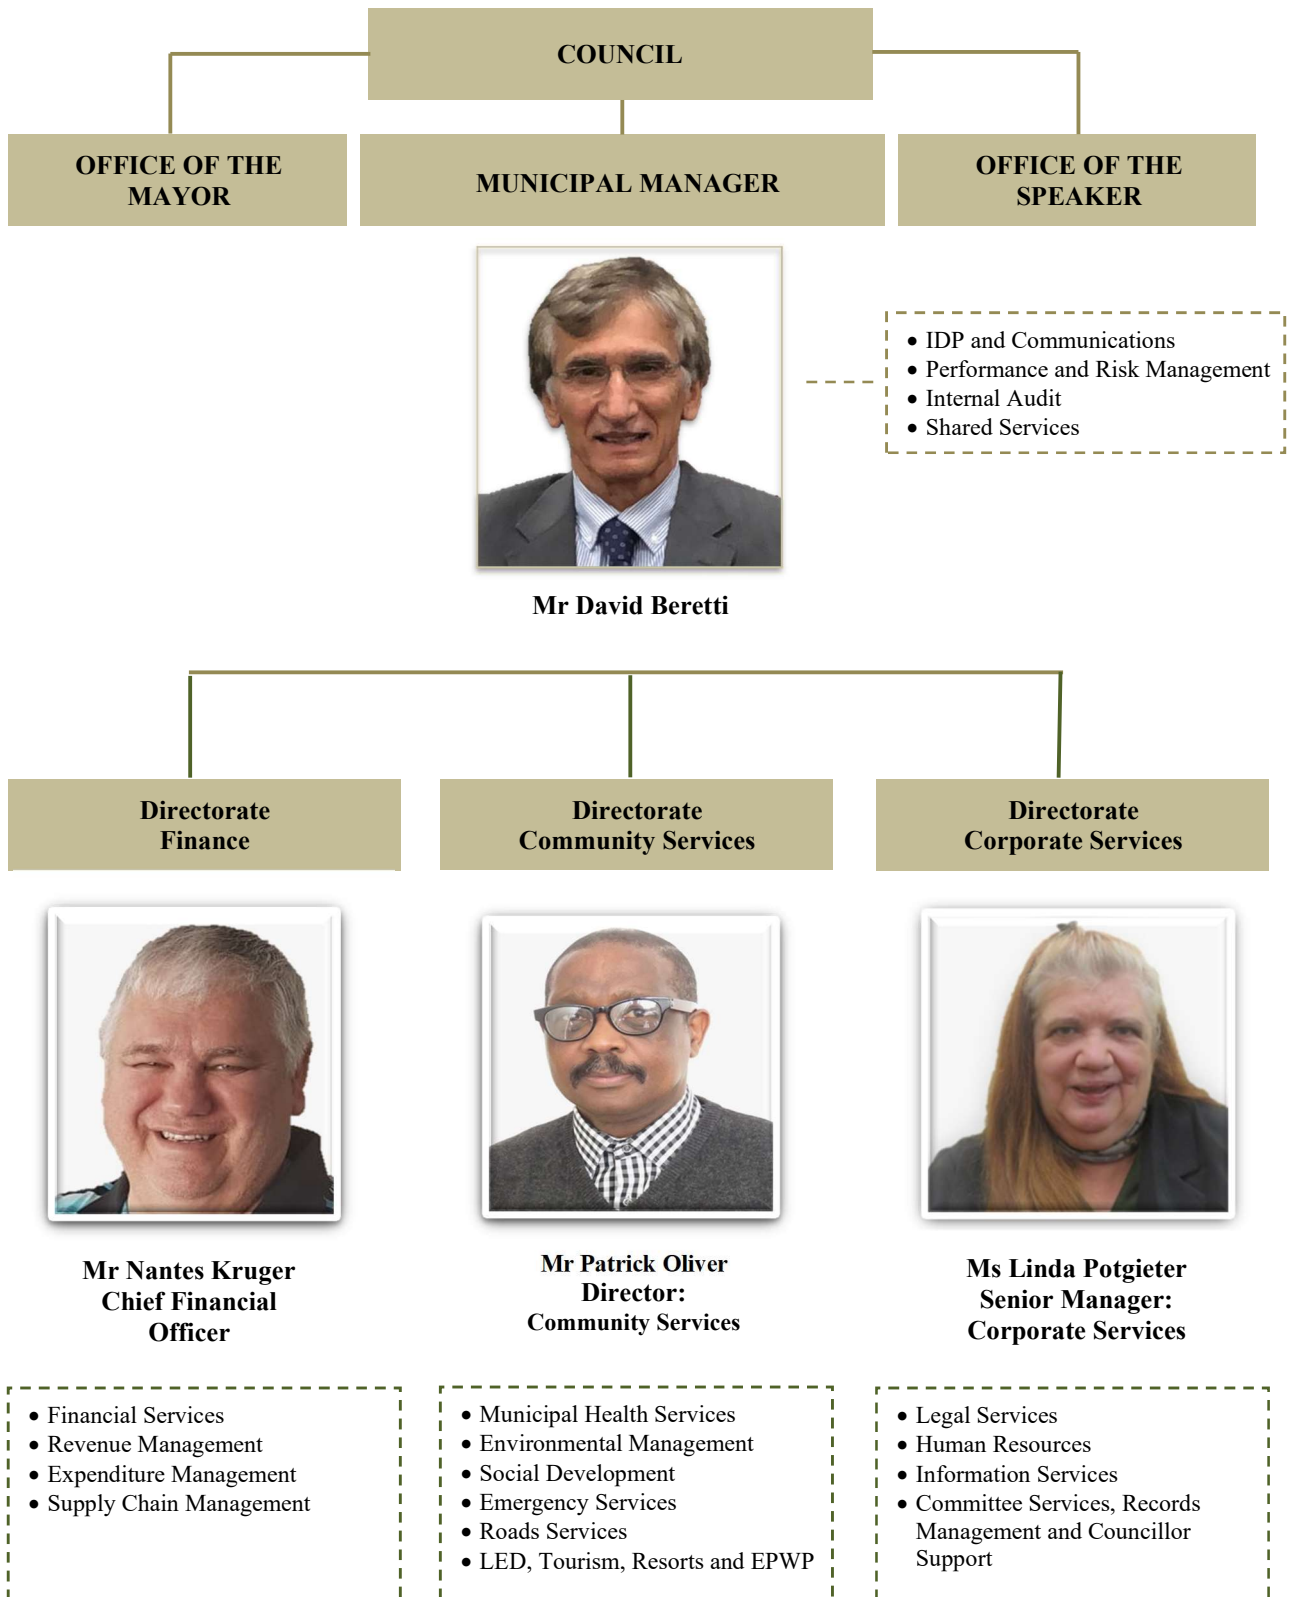 COUNCIL
OFFICE OF THE
MAYOR
MUNICIPAL MANAGER
OFFICE OF THE
SPEAKER
• IDP and Communications
• Performance and Risk Management
• Internal Audit
• Shared Services
Mr David Beretti
Directorate
Finance
Directorate
Community Services
Directorate
Corporate Services
Mr Nantes Kruger
Chief Financial
Officer
Mr Patrick Oliver
Director:
Community Services
Ms Linda Potgieter
Senior Manager:
Corporate Services
• Financial Services
• Revenue Management
• Expenditure Management
• Supply Chain Management
• Municipal Health Services
• Environmental Management
• Social Development
• Emergency Services
• Roads Services
• LED, Tourism, Resorts and EPWP
• Legal Services
• Human Resources
• Information Services
• Committee Services, Records
Management and Councillor
Support